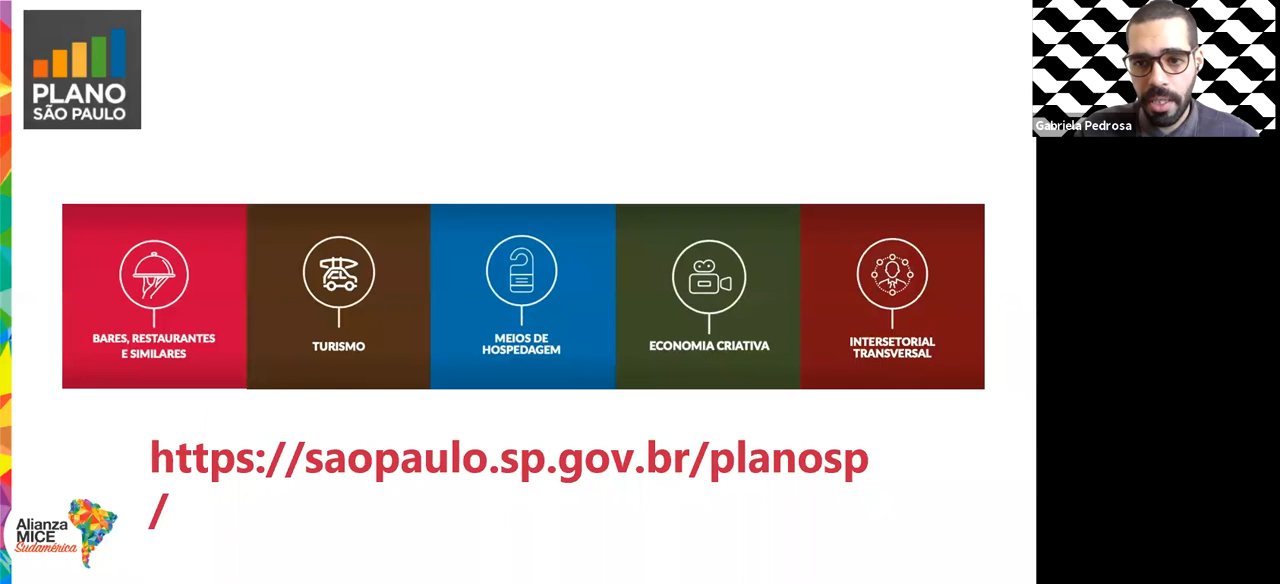 PLANO
SÃO PAULO
Gabriela Pedrosa
BARES, RESTAURANTES
E SIMILARES
TURISMO
MEIOS DE
HOSPEDAGEM
ECONOMIA CRIATIVA
INTERSETORIAL
TRANSVERSAL
https://saopaulo.sp.gov.br/planosp
/
Alianza
MICE
Sudamérica